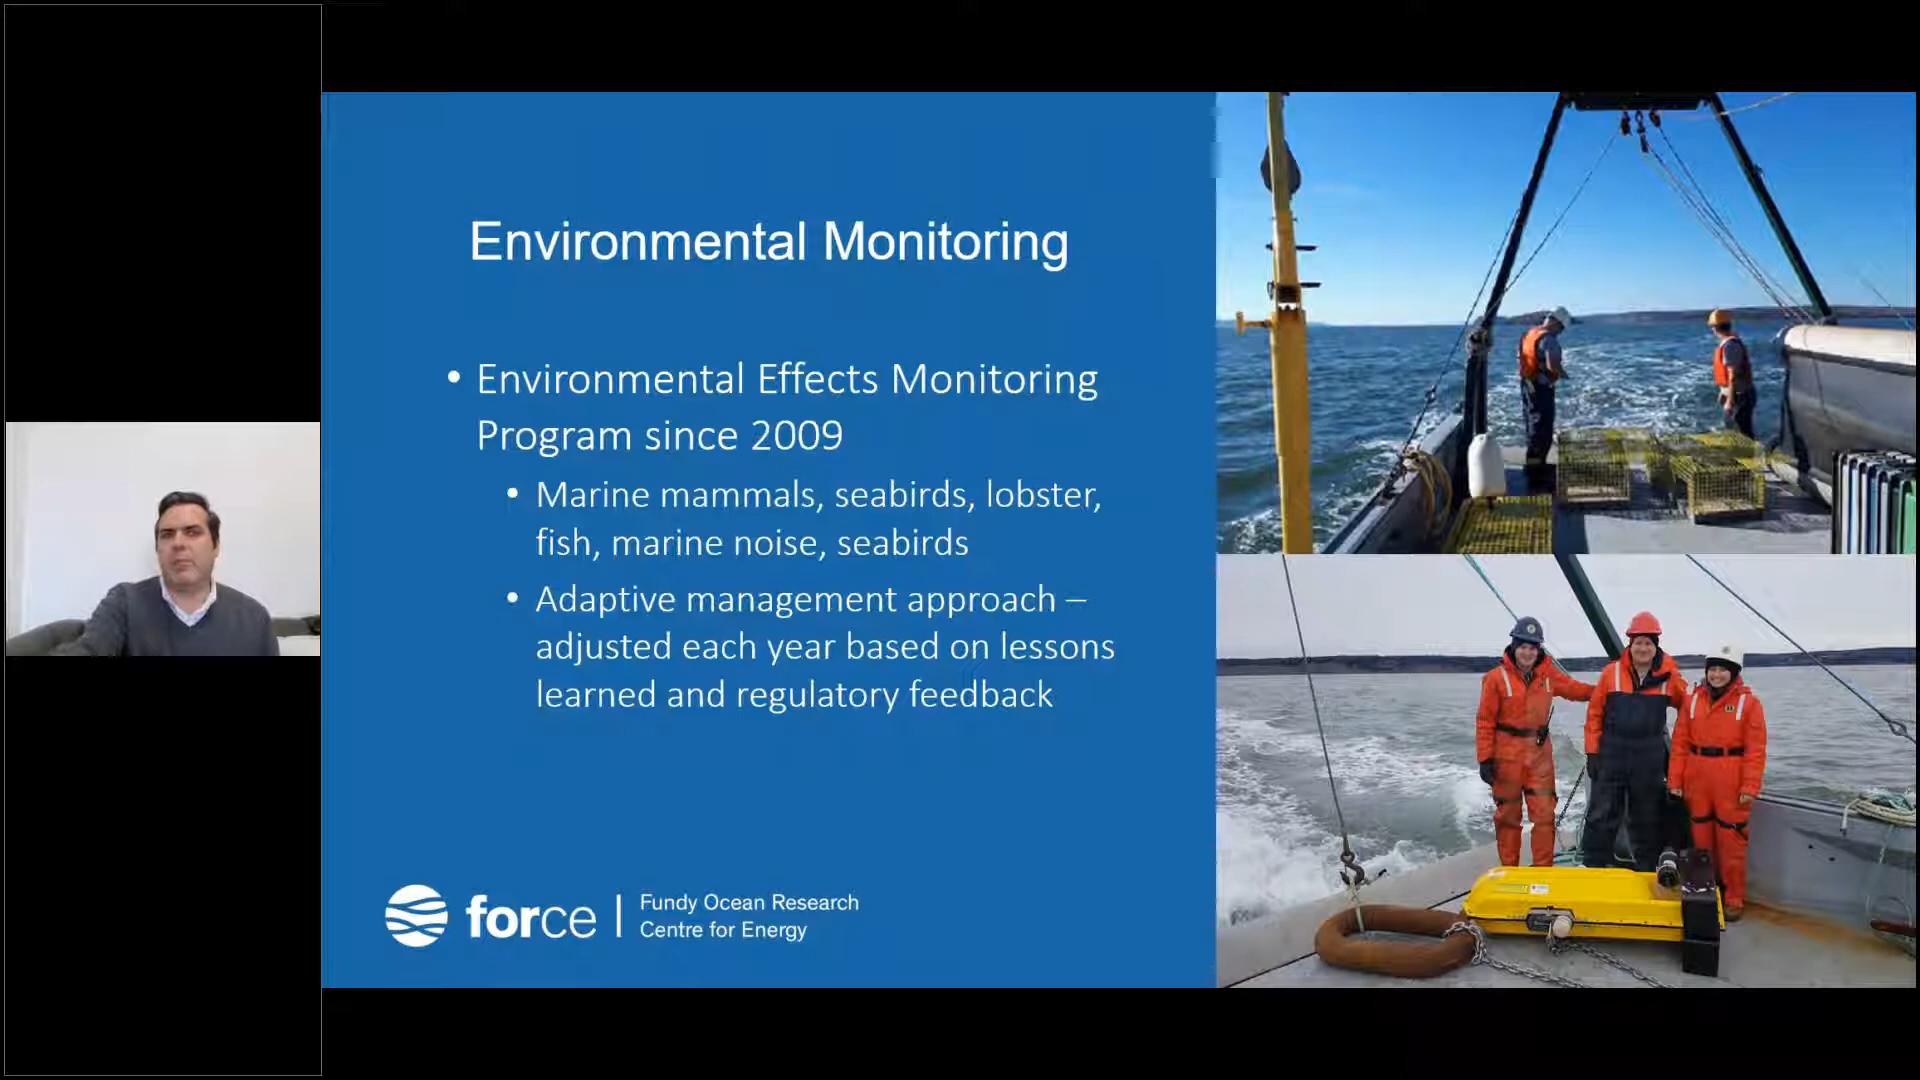 Environmental Monitoring
• Environmental Effects Monitoring
Program since 2009
• Marine mammals, seabirds, lobster,
fish, marine noise, seabirds
• Adaptive management approach –
adjusted each year based on lessons
learned and regulatory feedback
force | Fundy Ocean Research
Centre for Energy